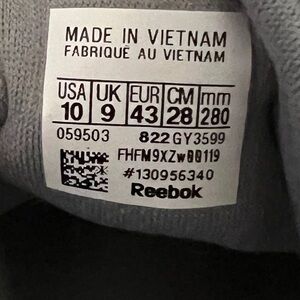 MADE IN VIETNAM
FABRIQUÉ AU VIETNAM
USA UK EUR CM mm
10 9 43 28 280
059503 822 GY3599
FHFM9XZw00119
#130956340
Reebok